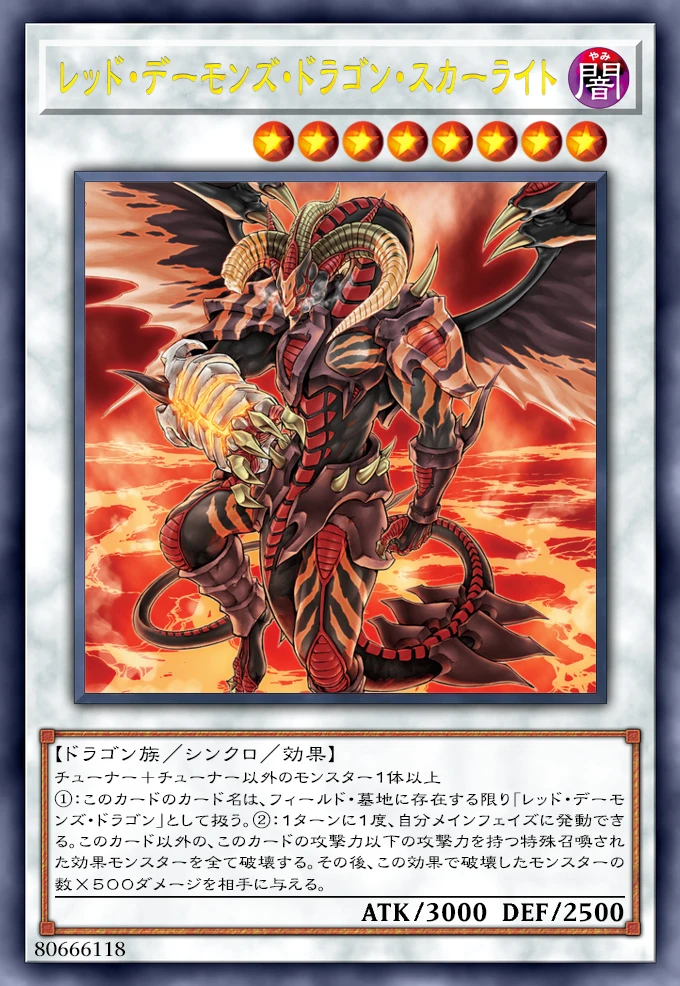 レッド・デーモンズ・ドラゴン・スカーライト
やみ
闇
【ドラゴン族／シンクロ／効果】
チューナー＋チューナー以外のモンスター１体以上
①：このカードのカード名は、フィールド・墓地に存在する限り「レッド・デーモ
ンズ・ドラゴン」として扱う。②：１ターンに１度、自分メインフェイズに発動でき
る。このカード以外の、このカードの攻撃力以下の攻撃力を持つ特殊召喚され
た効果モンスターを全て破壊する。その後、この効果で破壊したモンスターの
数×５００ダメージを相手に与える。
ATK/3000 DEF/2500
80666118